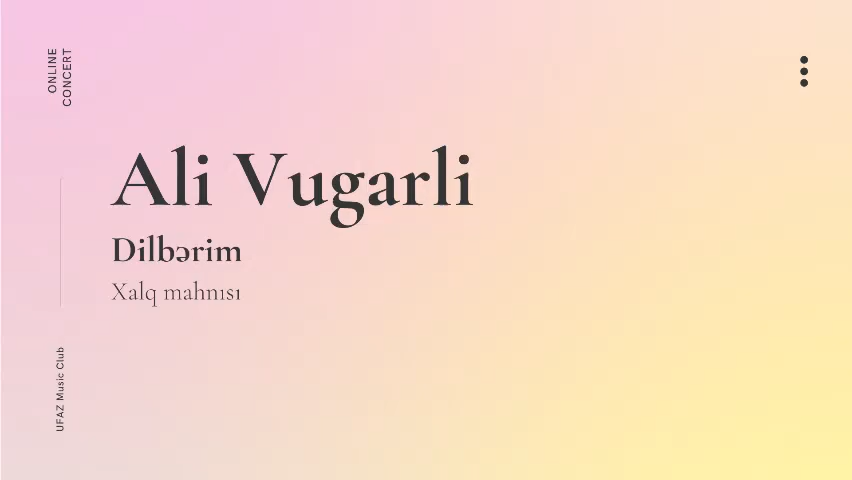 ONLINE
CONCERT
Ali Vugarli
Dilbərim
Xalq mahnısı
UFAZ Music Club